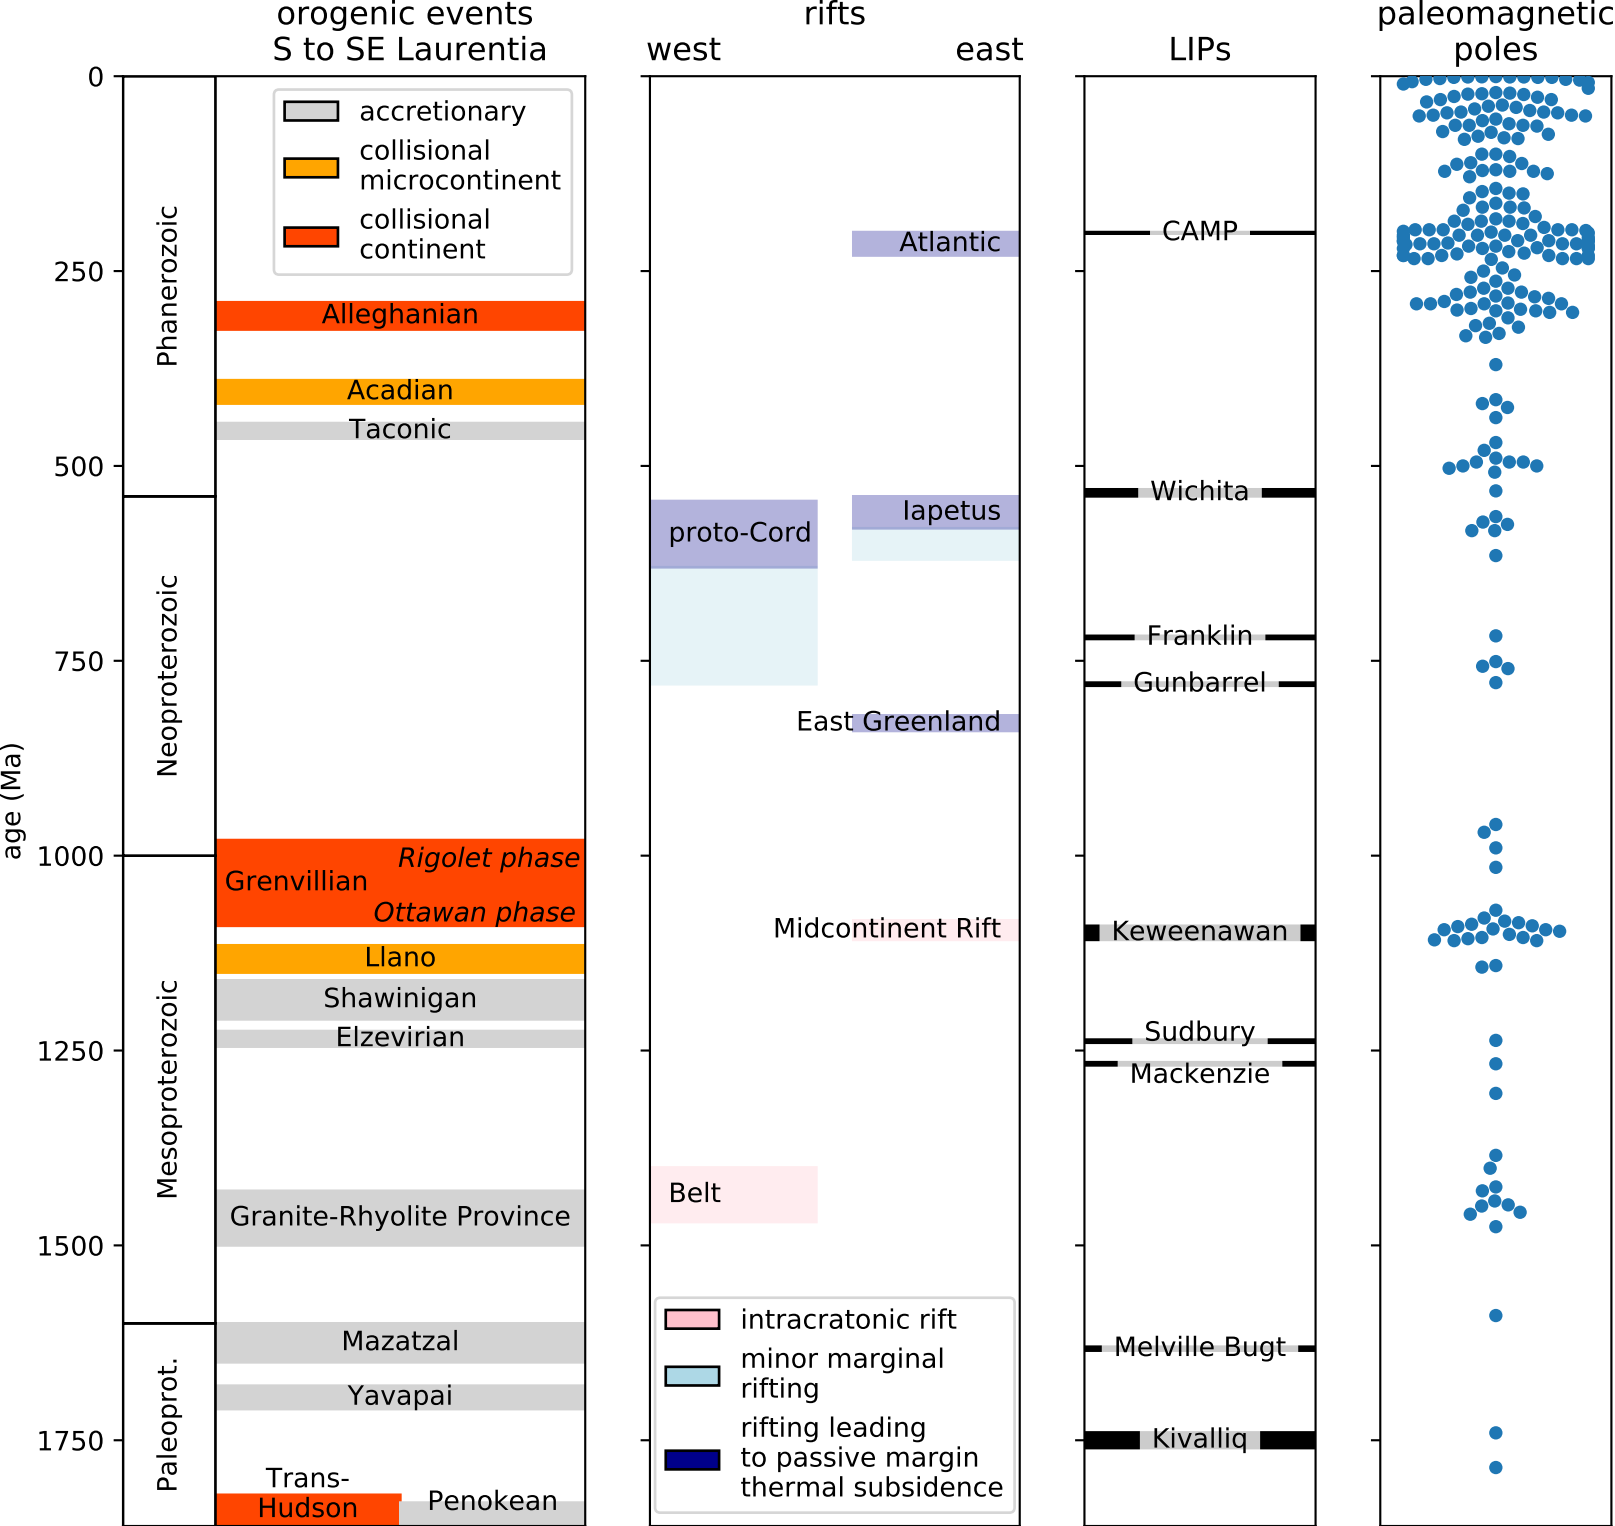 orogenic events
S to SE Laurentia
rifts
west
east
LIPs
paleomagnetic
poles
age (Ma)
0
250
500
750
1000
1250
1500
1750
Phanerozoic
Neoproterozoic
Mesoproterozoic
Paleoprot.
accretionary
collisional
microcontinent
collisional
continent
Alleghanian
Acadian
Taconic
Rigolet phase
Grenvillian
Ottawan phase
Llano
Shawinigan
Elzevirian
Granite-Rhyolite Province
Mazatzal
Yavapai
Trans-
Hudson
Penokean
Atlantic
Iapetus
proto-Cord
East Greenland
Midcontinent Rift
Belt
intracratonic rift
minor marginal
rifting
rifting leading
to passive margin
thermal subsidence
CAMP
Wichita
Franklin
Gunbarrel
Keweenawan
Sudbury
Mackenzie
Melville Bugt
Kivalliq